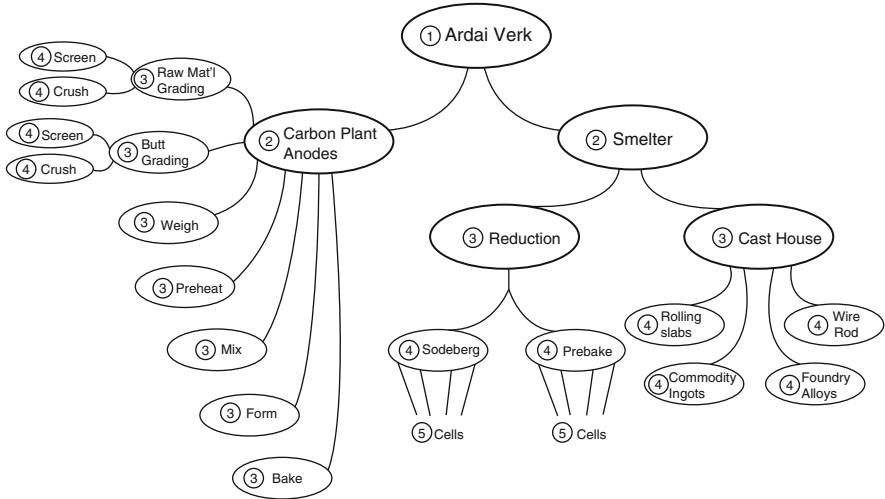 1 Ardai Verk
4 Screen
4 Crush
3 Raw Mat'l
Grading
4 Screen
4 Crush
3 Butt
Grading
2 Carbon Plant
Anodes
2 Smelter
3 Weigh
3 Preheat
3 Mix
3 Form
3 Bake
3 Reduction
3 Cast House
4 Sodeberg
4 Prebake
5 Cells
5 Cells
4 Rolling
slabs
4 Wire
Rod
4 Commodity
Ingots
4 Foundry
Alloys